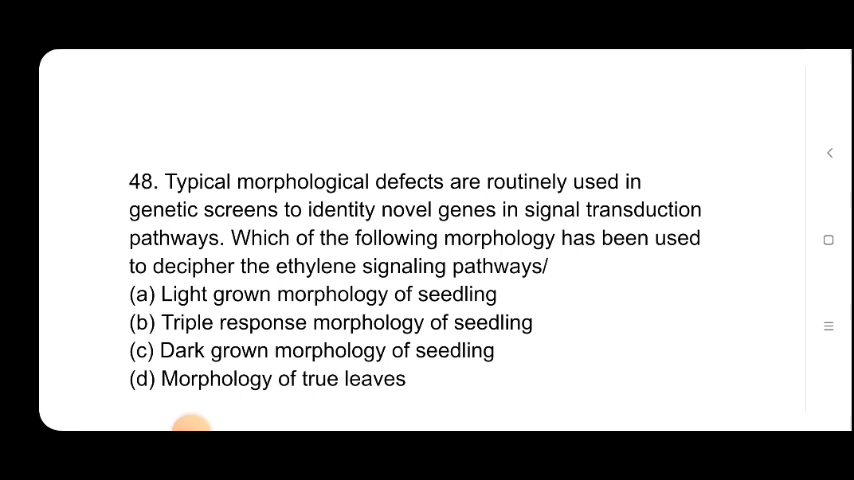 48. Typical morphological defects are routinely used in
genetic screens to identity novel genes in signal transduction
pathways. Which of the following morphology has been used
to decipher the ethylene signaling pathways/
(a) Light grown morphology of seedling
(b) Triple response morphology of seedling
(c) Dark grown morphology of seedling
(d) Morphology of true leaves